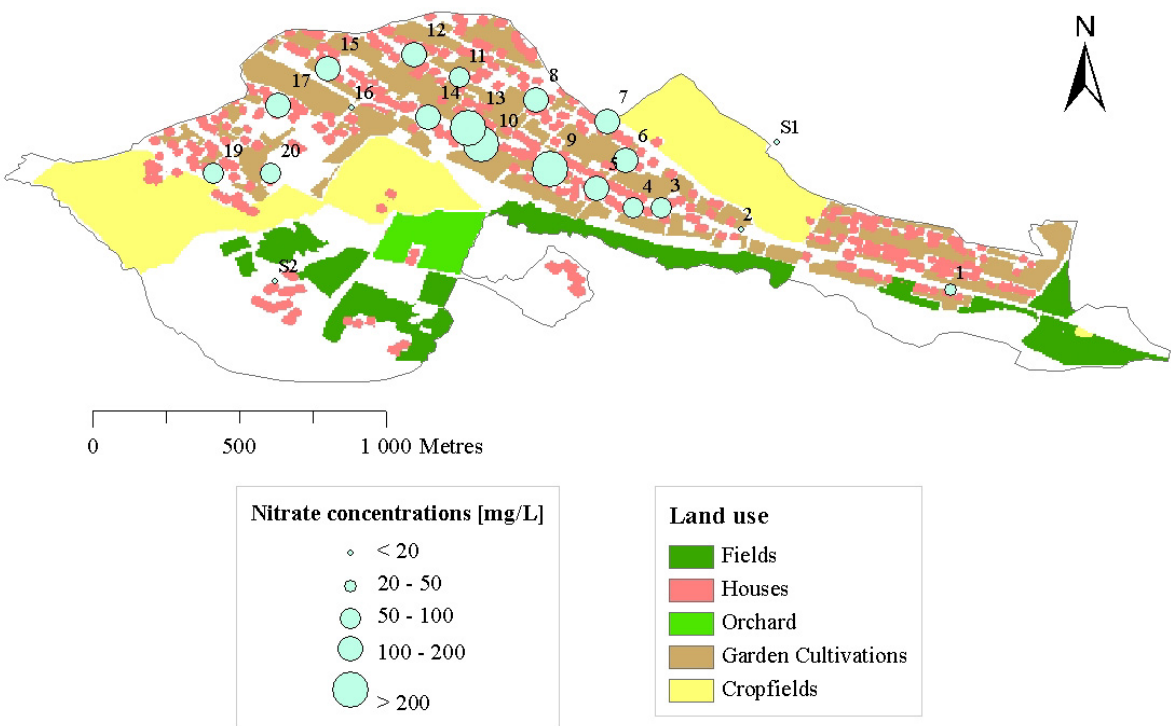 N
12
15
11
17
8
16
13
14
7
10
S1
6
9
19
20
5
4
3
2
S2
1
0 500 1 000 Metres
Nitrate concentrations [mg/L]
< 20
20 - 50
50 - 100
100 - 200
> 200
Land use
Fields
Houses
Orchard
Garden Cultivations
Cropfields